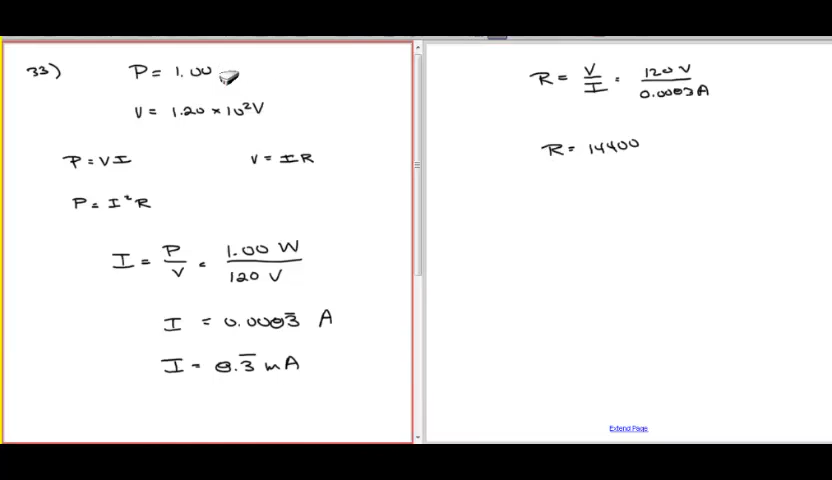 33) P = 1.00
V = 1.20 × 10²V
P = VI V = IR
P = I²R
I = P/V = 1.00 W/120 V
I = 0.0083̅ A
I = 8.3̅ mA
R = V/I = 120 V/0.0083A
R = 14400
Extend Page